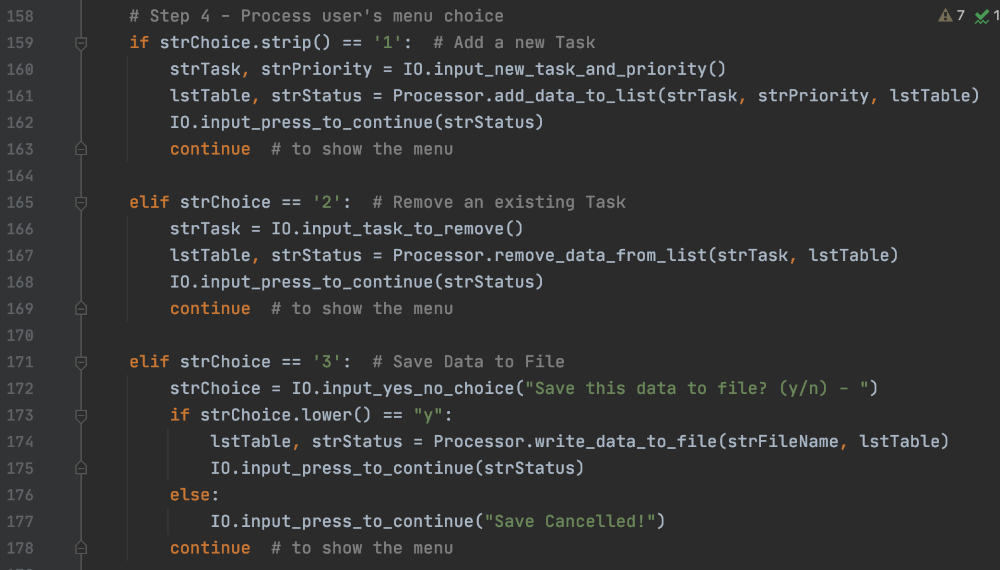 158 # Step 4 - Process user's menu choice 7 1
159 if strChoice.strip() == '1':  # Add a new Task
160 strTask, strPriority = IO.input_new_task_and_priority()
161 lstTable, strStatus = Processor.add_data_to_list(strTask, strPriority, lstTable)
162 IO.input_press_to_continue(strStatus)
163 continue  # to show the menu
164
165 elif strChoice == '2':  # Remove an existing Task
166 strTask = IO.input_task_to_remove()
167 lstTable, strStatus = Processor.remove_data_from_list(strTask, lstTable)
168 IO.input_press_to_continue(strStatus)
169 continue  # to show the menu
170
171 elif strChoice == '3':  # Save Data to File
172 strChoice = IO.input_yes_no_choice("Save this data to file? (y/n) - ")
173 if strChoice.lower() == "y":
174 lstTable, strStatus = Processor.write_data_to_file(strFileName, lstTable)
175 IO.input_press_to_continue(strStatus)
176 else:
177 IO.input_press_to_continue("Save Cancelled!")
178 continue  # to show the menu